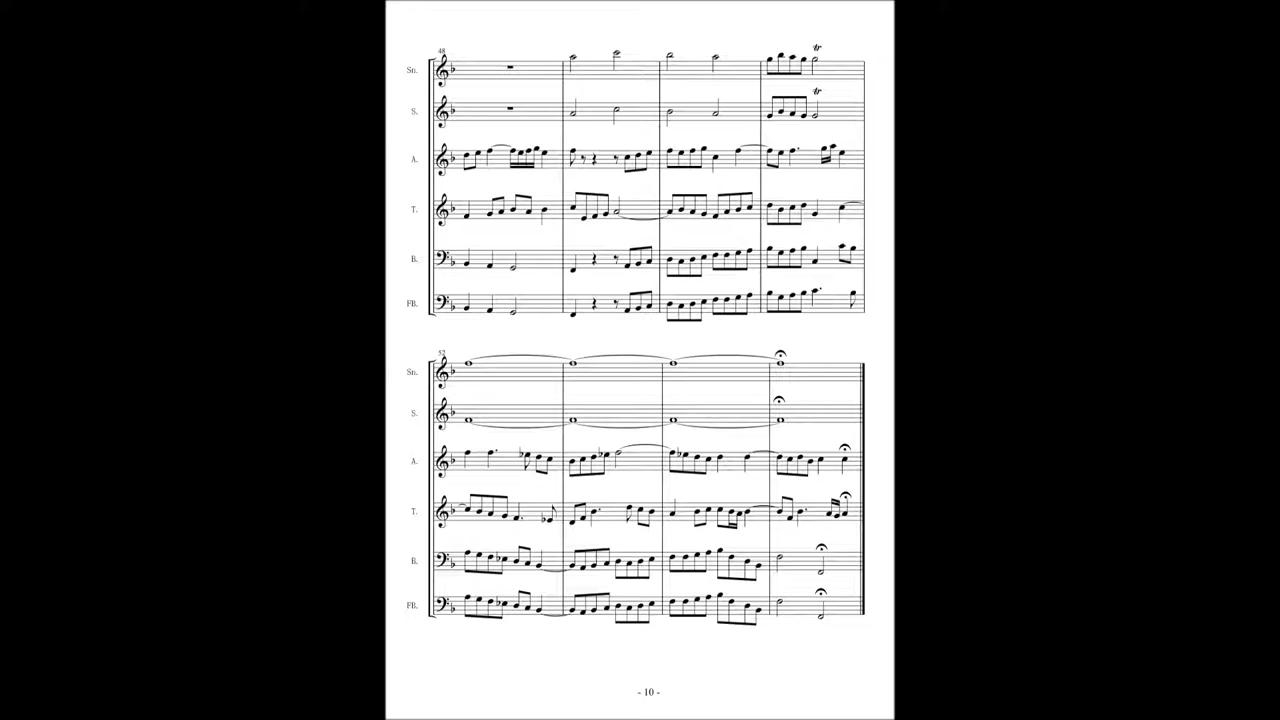 48
Sn.
tr
S.
tr
A.
T.
B.
FB.
52
Sn.
S.
A.
T.
B.
FB.
- 10 -